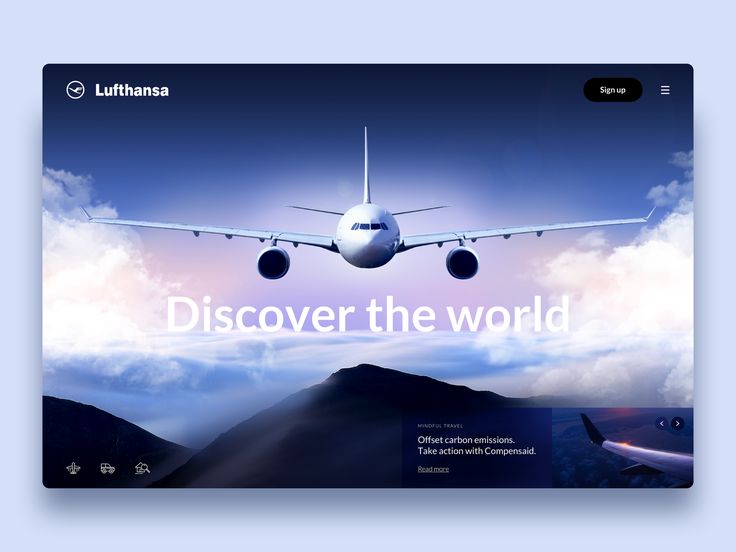 Lufthansa
Sign up
Discover the world
MINDFUL TRAVEL
Offset carbon emissions.
Take action with Compensaid.
Read more